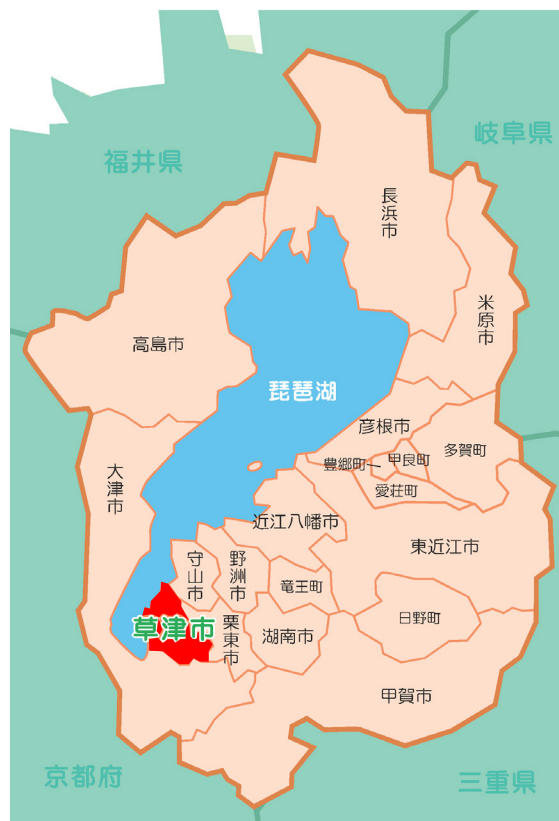 福井県
岐阜県
長浜市
米原市
高島市
琵琶湖
彦根市
多賀町
豊郷町
甲良町
愛荘町
大津市
近江八幡市
東近江市
守山市
野洲市
竜王町
日野町
草津市
栗東市
湖南市
甲賀市
京都府
三重県